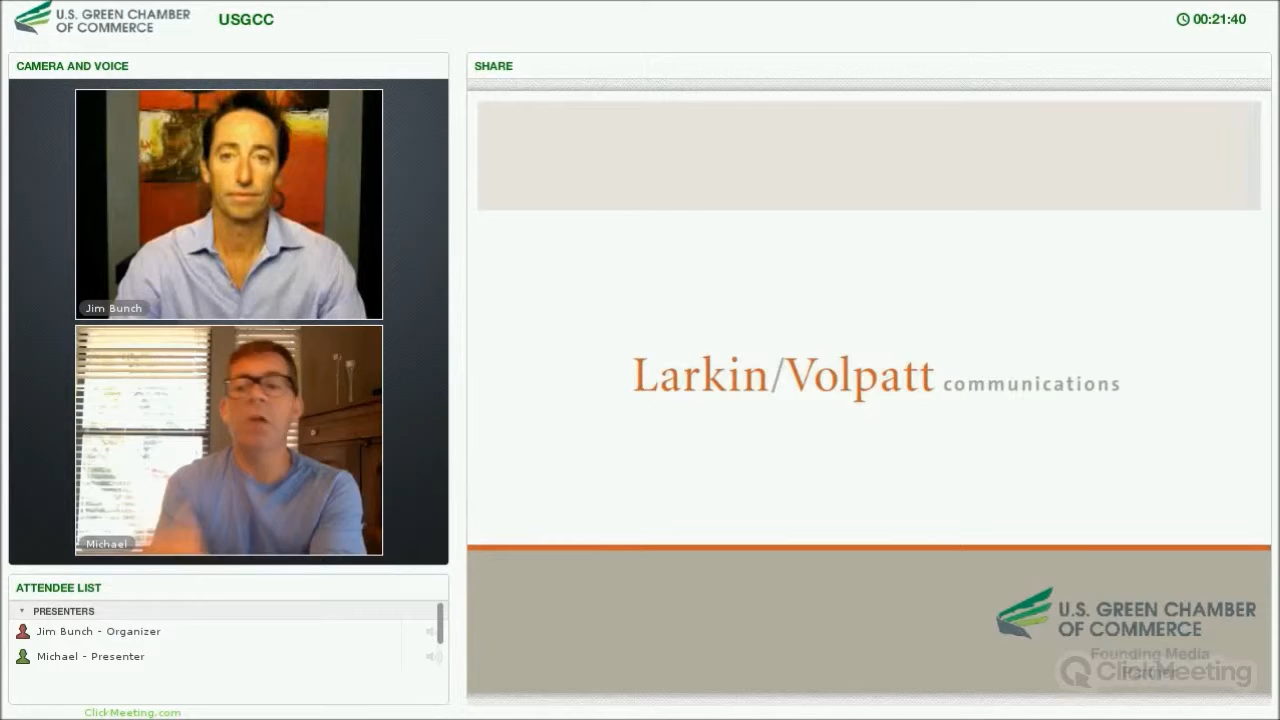 U.S. GREEN CHAMBER
OF COMMERCE
USGCC
00:21:40
CAMERA AND VOICE
SHARE
Jim Bunch
Michael
Larkin/Volpatt communications
ATTENDEE LIST
PRESENTERS
Jim Bunch - Organizer
Michael - Presenter
U.S. GREEN CHAMBER
OF COMMERCE
Founding Media
Partner
ClickMeeting
ClickMeeting.com